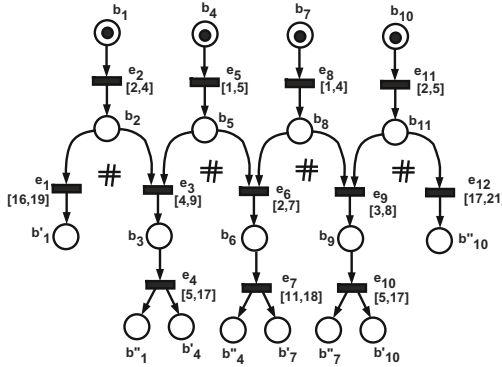 b1 b4 b7 b10
e2 [2,4] e5 [1,5] e8 [1,4] e11 [2,5]
b2 b5 b8 b11
# # # #
e1 [16,19] e3 [4,9] e6 [2,7] e9 [3,8] e12 [17,21]
b'1 b3 b6 b9 b''10
e4 [5,17] e7 [11,18] e10 [5,17]
b''1 b'4 b''4 b'7 b''7 b'10